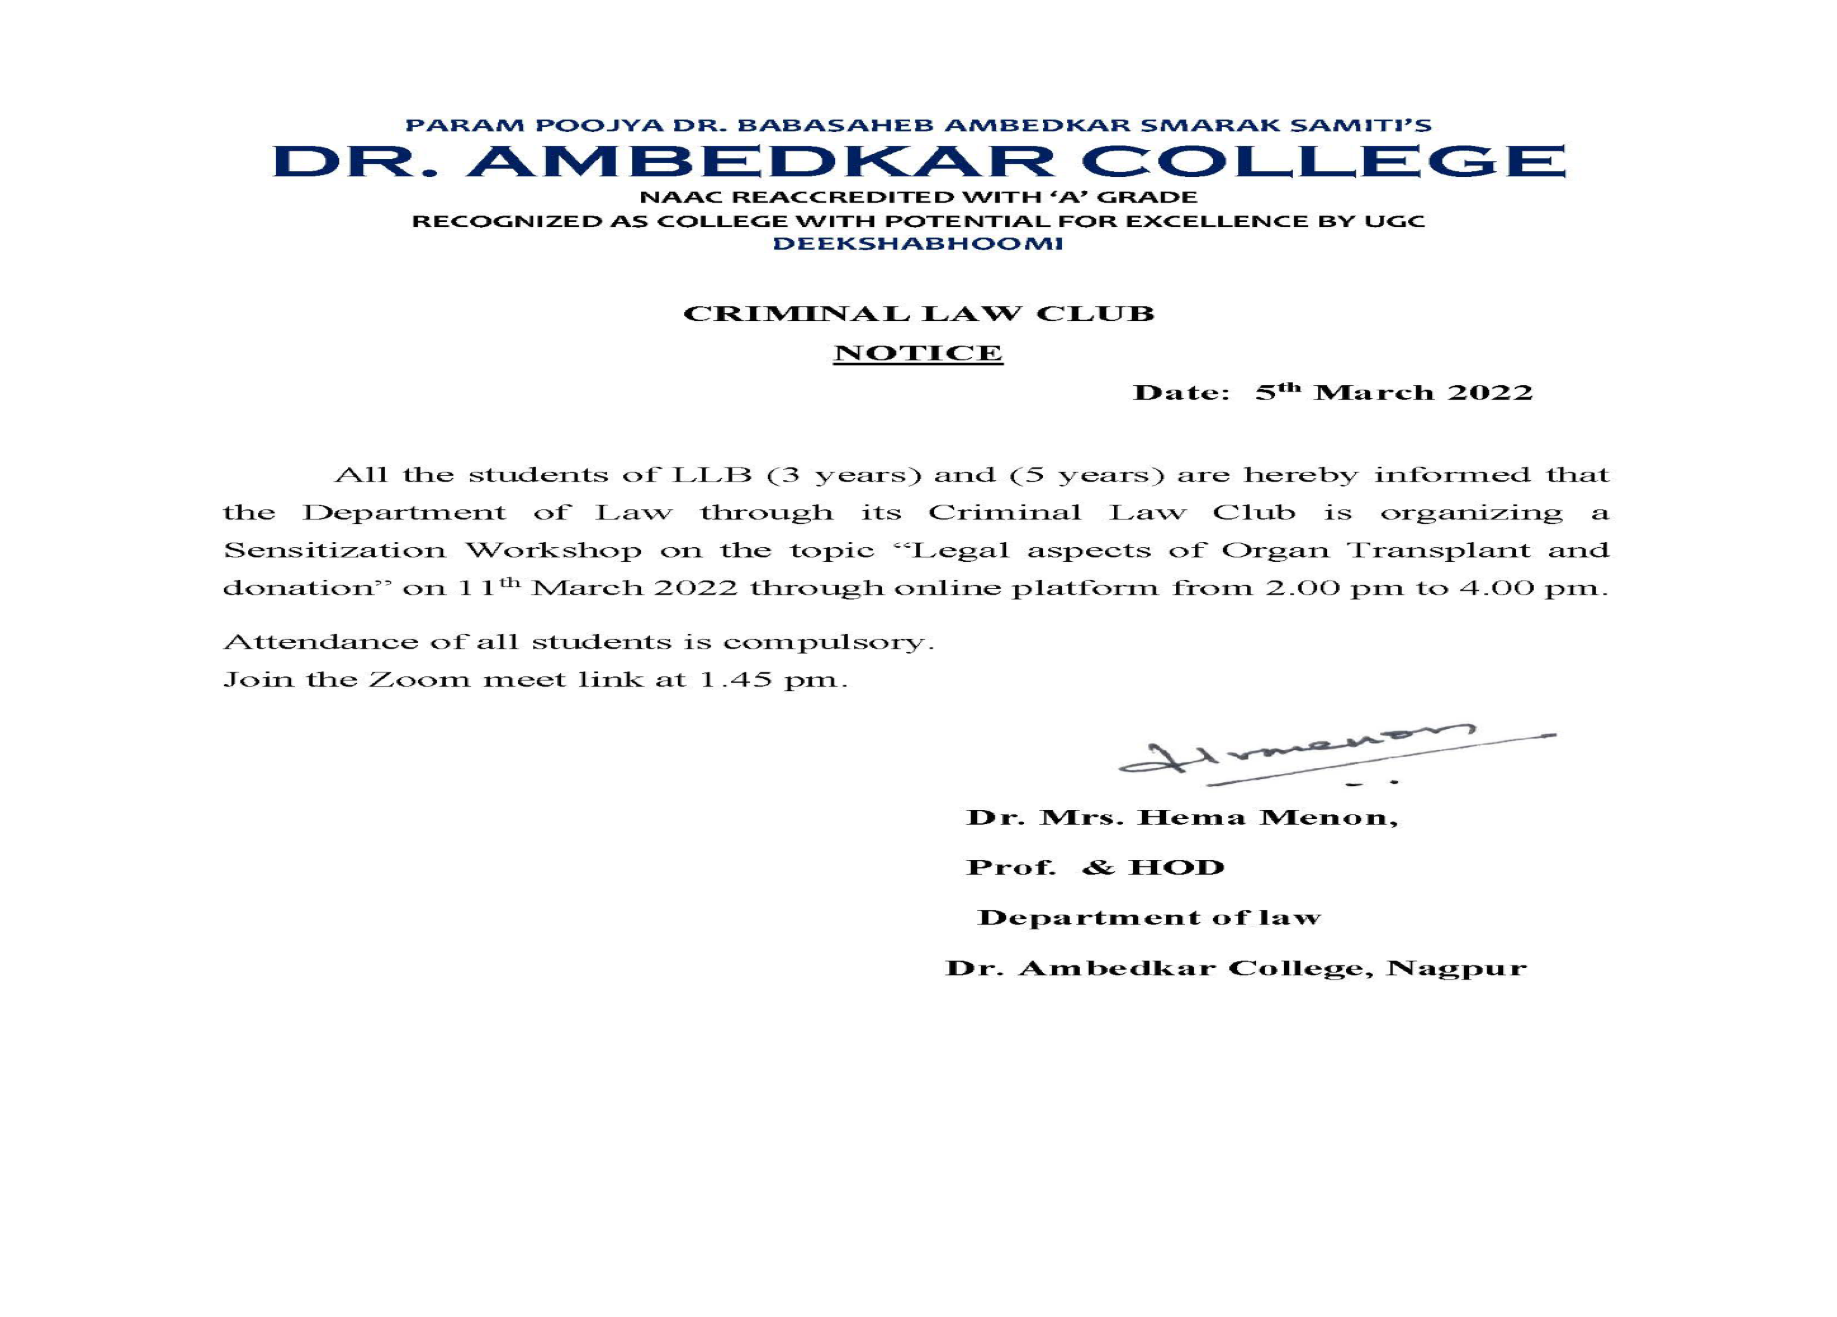 PARAM POOJYA DR. BABASAHEB AMBEDKAR SMARAK SAMITI'S
DR. AMBEDKAR COLLEGE
NAAC REACCREDITED WITH ‘A’ GRADE
RECOGNIZED AS COLLEGE WITH POTENTIAL FOR EXCELLENCE BY UGC
DEEKSHABHOOMI
CRIMINAL LAW CLUB
NOTICE
Date: 5th March 2022
All the students of LLB (3 years) and (5 years) are hereby informed that
the Department of Law through its Criminal Law Club is organizing a
Sensitization Workshop on the topic “Legal aspects of Organ Transplant and
donation” on 11th March 2022 through online platform from 2.00 pm to 4.00 pm.
Attendance of all students is compulsory.
Join the Zoom meet link at 1.45 pm.
Dr. Mrs. Hema Menon,
Prof. & HOD
Department of law
Dr. Ambedkar College, Nagpur